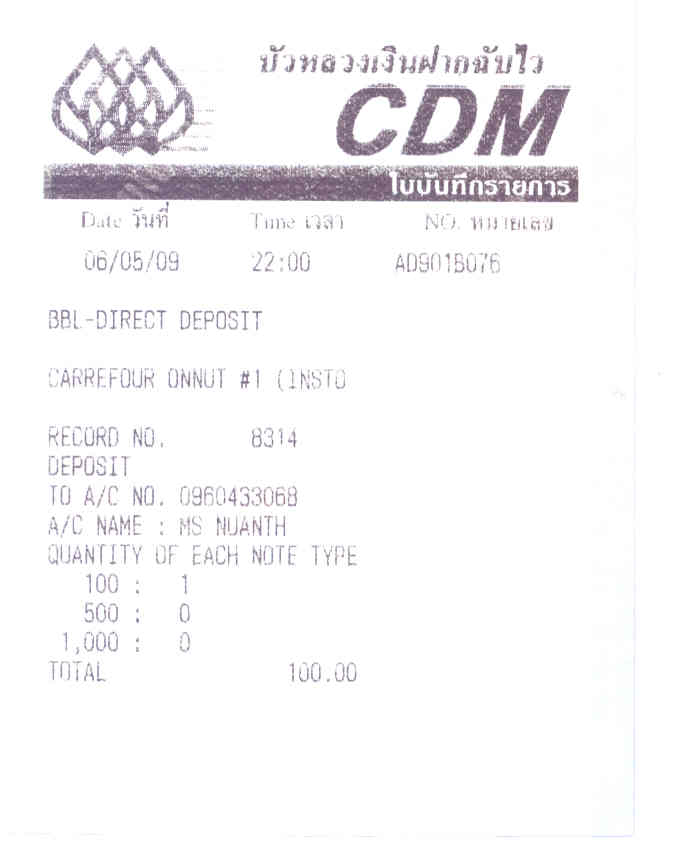 บัวหลวงเงินฝากฉับไว
CDM
ใบบันทึกรายการ
Date วันที่ Time เวลา NO. หมายเลข
06/05/09 22:00 AD901B076
BBL-DIRECT DEPOSIT
CARREFOUR ONNUT #1 (INSTO
RECORD NO. 8314
DEPOSIT
TO A/C NO. 0960433068
A/C NAME : MS NUANTH
QUANTITY OF EACH NOTE TYPE
100 : 1
500 : 0
1,000 : 0
TOTAL 100.00